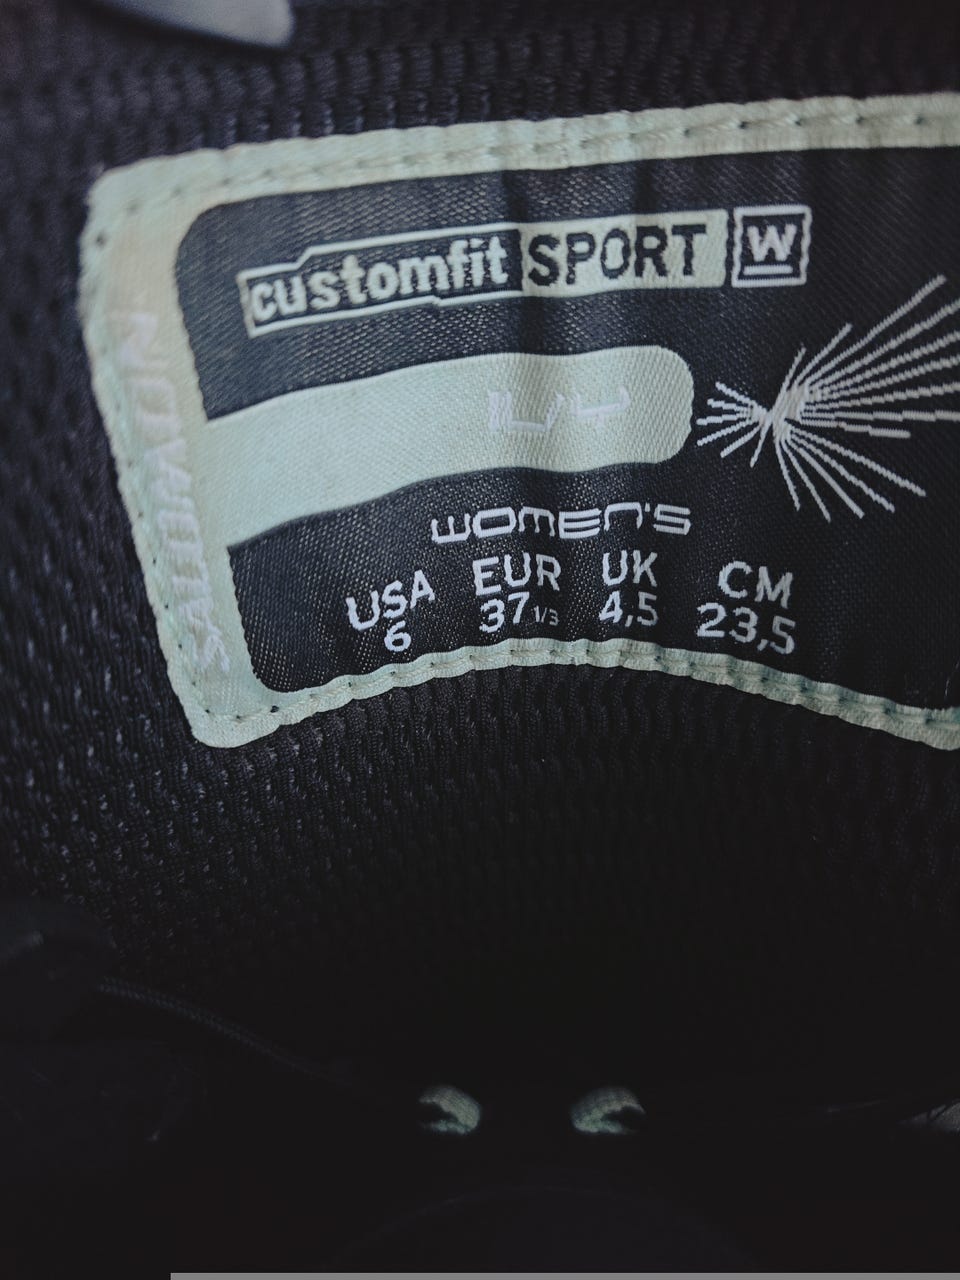 customfit SPORT W
WOMEN'S
USA EUR UK CM
6 37 1/3 4,5 23,5